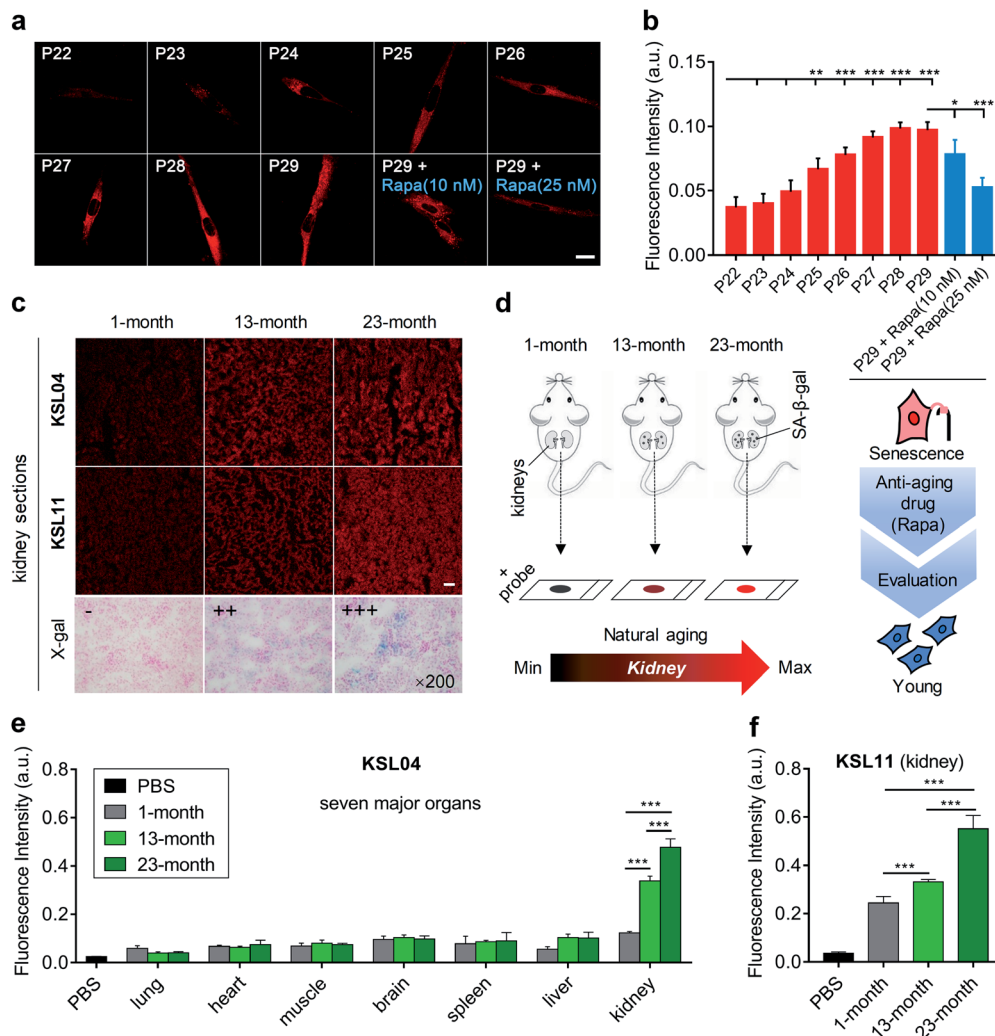 a
P22
P23
P24
P25
P26
P27
P28
P29
P29 +
Rapa(10 nM)
P29 +
Rapa(25 nM)
b
Fluorescence Intensity (a.u.)
0.15
0.10
0.05
0.00
** *** *** *** ***
* ***
P22
P23
P24
P25
P26
P27
P28
P29
P29 + Rapa(10 nM)
P29 + Rapa(25 nM)
Senescence
Anti-aging
drug
(Rapa)
Evaluation
Young
c
1-month
13-month
23-month
kidney sections
KSL04
KSL11
X-gal
-
++
+++
×200
d
1-month
13-month
23-month
kidneys
SA-β-gal
+
probe
Natural aging
Min
Kidney
Max
e
KSL04
seven major organs
Fluorescence Intensity (a.u.)
0.8
0.6
0.4
0.2
0.0
PBS
1-month
13-month
23-month
***
***
***
PBS
lung
heart
muscle
brain
spleen
liver
kidney
f
KSL11 (kidney)
Fluorescence Intensity (a.u.)
0.8
0.6
0.4
0.2
0.0
***
***
***
PBS
1-month
13-month
23-month